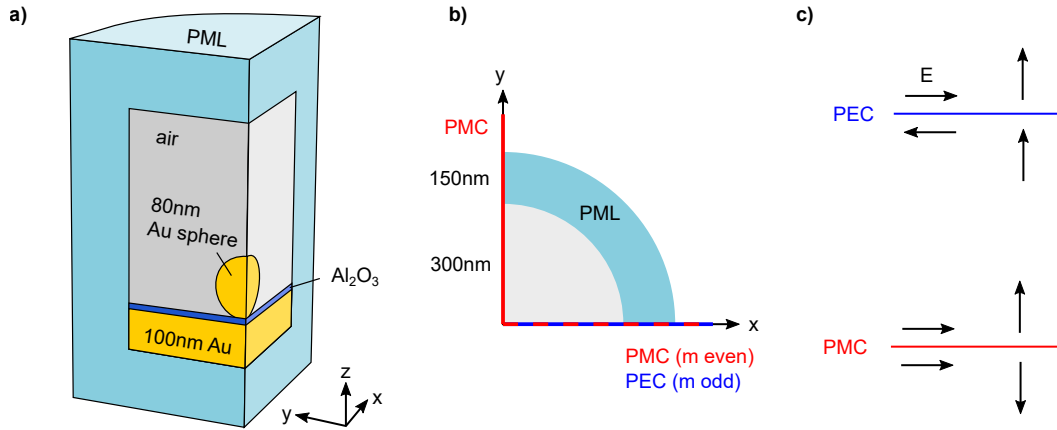 a)
PML
air
80nm
Au sphere
Al₂O₃
100nm Au
z
y
x
b)
y
PMC
150nm
PML
300nm
x
PMC (m even)
PEC (m odd)
c)
E
PEC
PMC